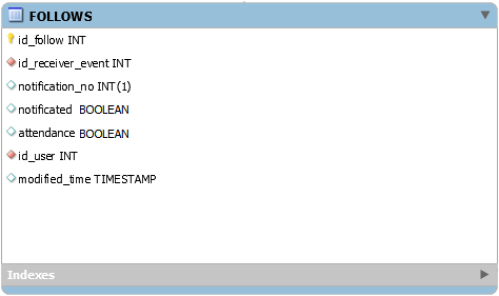 FOLLOWS
id_follow INT
id_receiver_event INT
notification_no INT(1)
notificated BOOLEAN
attendance BOOLEAN
id_user INT
modified_time TIMESTAMP
Indexes